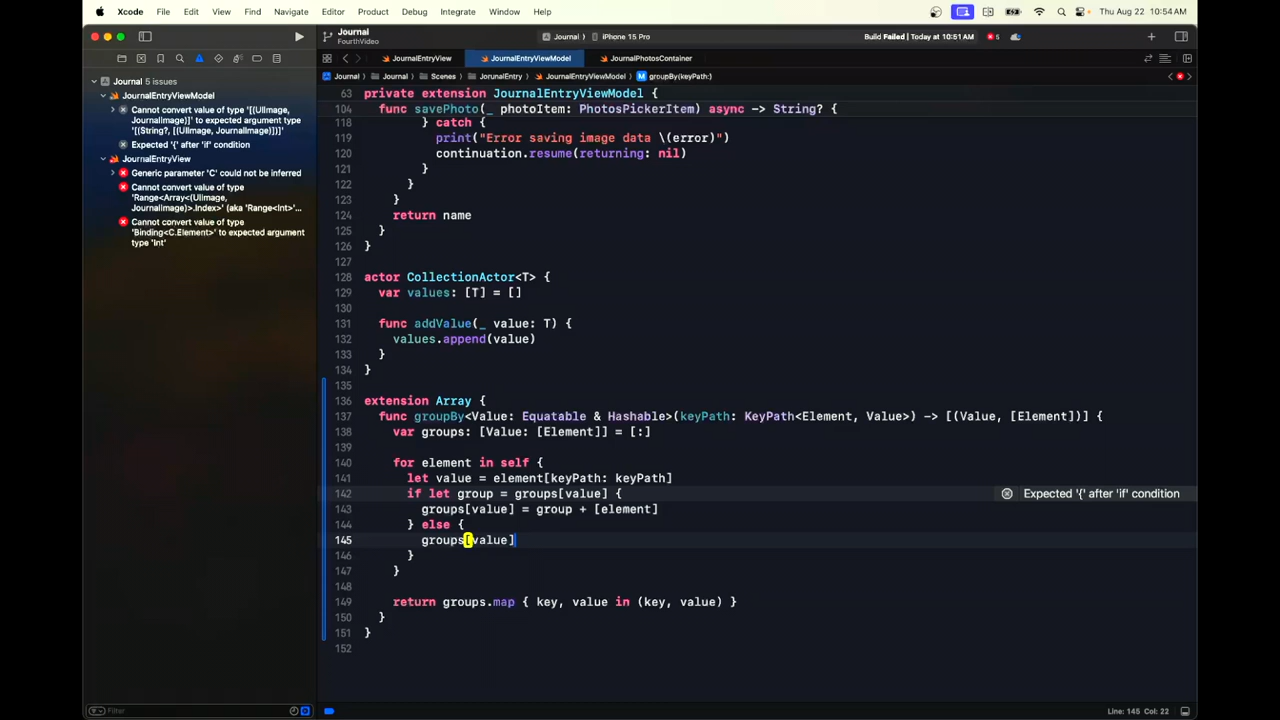 Xcode File Edit View Find Navigate Editor Product Debug Integrate Window Help Thu Aug 22 10:54 AM
Journal
FourthVideo
Journal › iPhone 15 Pro
Build Failed | Today at 10:51 AM
5
JournalEntryView JournalEntryViewModel JournalPhotosContainer
Journal › Journal › Scenes › JorunalEntry › JournalEntryViewModel › M groupBy(keyPath:)
Journal 5 issues
JournalEntryViewModel
Cannot convert value of type '[(UIImage,
JournalImage)]' to expected argument
type '[(String?, [(UIImage, JournalImage)])]'
Expected '{' after 'if' condition
JournalEntryView
Generic parameter 'C' could not be inferred
Cannot convert value of type
'Range<Array<(UIImage,
JournalImage)>.Index>' (aka 'Range<Int>'...
Cannot convert value of type
'Binding<C.Element>' to expected argument
type 'Int'
Filter
63 private extension JournalEntryViewModel {
104 func savePhoto(_ photoItem: PhotosPickerItem) async -> String? {
118 } catch {
119 print("Error saving image data \(error)")
120 continuation.resume(returning: nil)
121 }
122 }
123 }
124 return name
125 }
126 }
127
128 actor CollectionActor<T> {
129 var values: [T] = []
130
131 func addValue(_ value: T) {
132 values.append(value)
133 }
134 }
135
136 extension Array {
137 func groupBy<Value: Equatable & Hashable>(keyPath: KeyPath<Element, Value>) -> [(Value, [Element])] {
138 var groups: [Value: [Element]] = [:]
139
140 for element in self {
141 let value = element[keyPath: keyPath]
142 if let group = groups[value] { Expected '{' after 'if' condition
143 groups[value] = group + [element]
144 } else {
145 groups[value]
146 }
147 }
148
149 return groups.map { key, value in (key, value) }
150 }
151 }
152
Line: 145 Col: 22